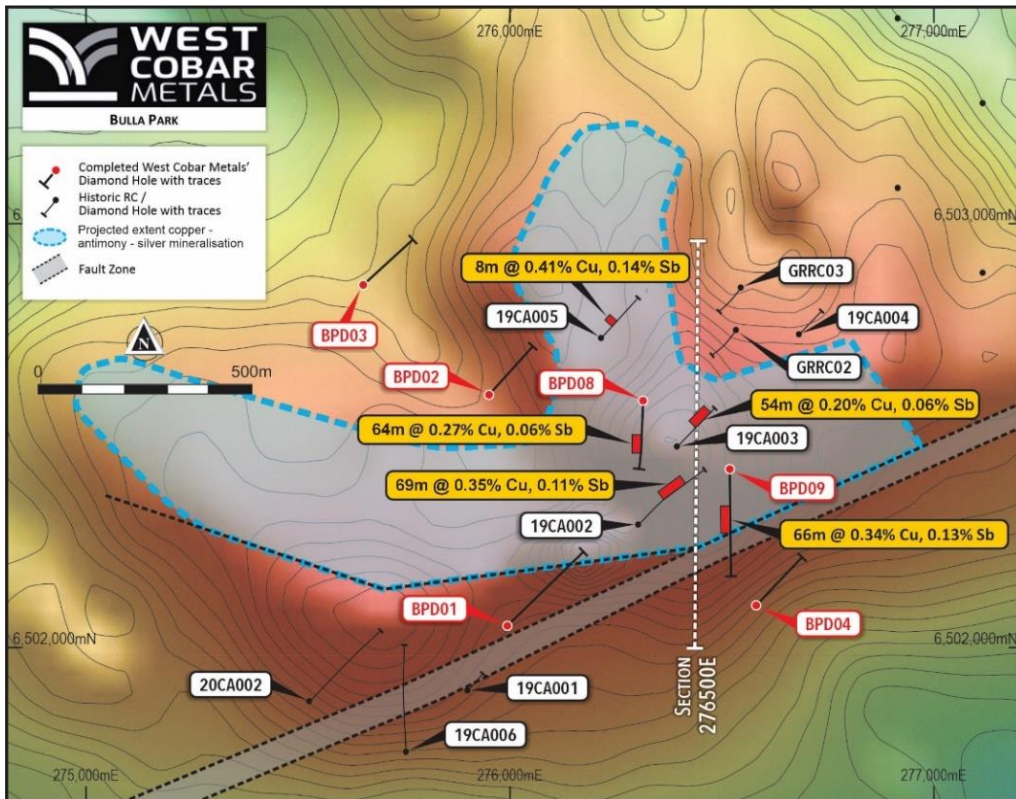 WEST
COBAR
METALS
BULLA PARK
Completed West Cobar Metals'
Diamond Hole with traces
Historic RC /
Diamond Hole with traces
Projected extent copper -
antimony - silver mineralisation
Fault Zone
276,000mE
277,000mE
6,503,000mN
8m @ 0.41% Cu, 0.14% Sb
GRRC03
19CA005
19CA004
BPD03
N
0
500m
BPD02
BPD08
GRRC02
64m @ 0.27% Cu, 0.06% Sb
54m @ 0.20% Cu, 0.06% Sb
19CA003
69m @ 0.35% Cu, 0.11% Sb
BPD09
19CA002
66m @ 0.34% Cu, 0.13% Sb
BPD01
BPD04
6,502,000mN
6,502,000mN
SECTION
276500E
20CA002
19CA001
19CA006
275,000mE
276,000mE
277,000mE